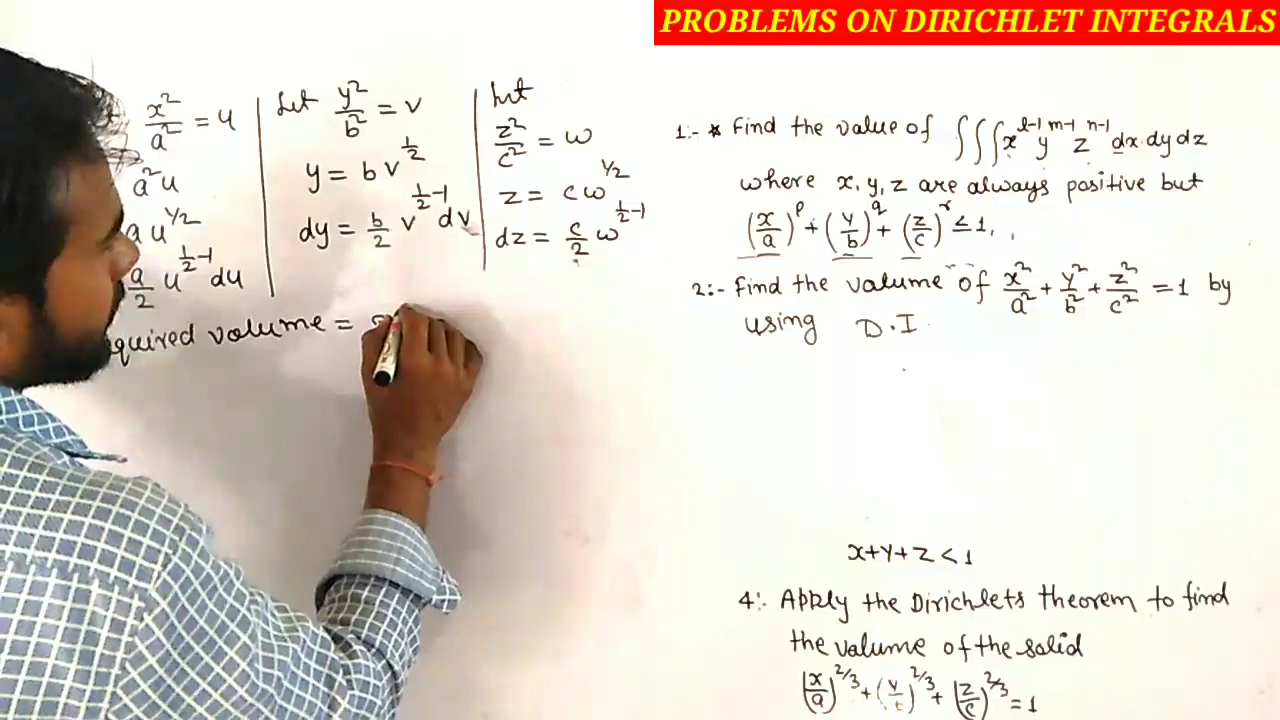 PROBLEMS ON DIRICHLET INTEGRALS
x²/a² = u
a²u
a u^1/2
a/2 u^(1/2-1) du
Let y²/b² = v
y = b v^1/2
dy = b/2 v^(1/2-1) dv
Let
z²/c² = ω
z = c ω^1/2
dz = c/2 ω^(1/2-1)
volume =
1:- * Find the value of ∫∫∫ x^(l-1) y^(m-1) z^(n-1) dx.dy dz
where x, y, z are always positive but
(x/a)^p + (y/b)^q + (z/c)^r ≤ 1,
2:- Find the volume of x²/a² + y²/b² + z²/c² = 1 by
using D.I.
x+y+z < 1
4:- Apply the Dirichlets theorem to find
the volume of the solid
(x/a)^2/3 + (y/ )^2/3 + (z/c)^2/3 = 1